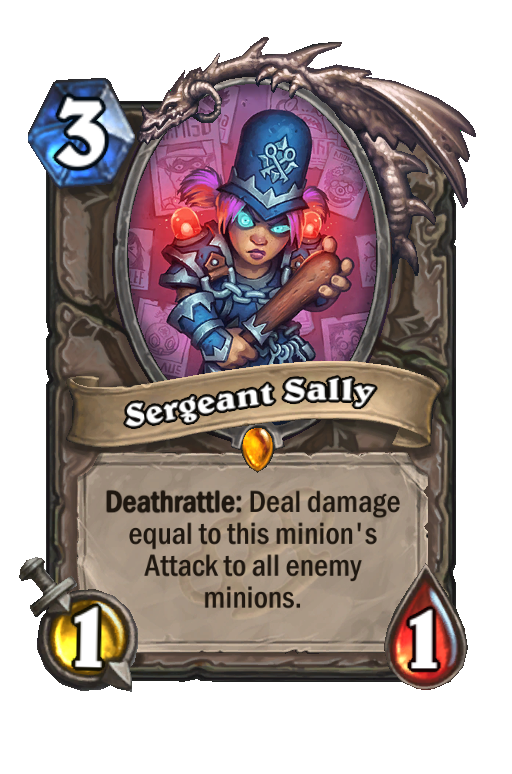 3
Sergeant Sally
Deathrattle: Deal damage
equal to this minion's
Attack to all enemy
minions.
1
1